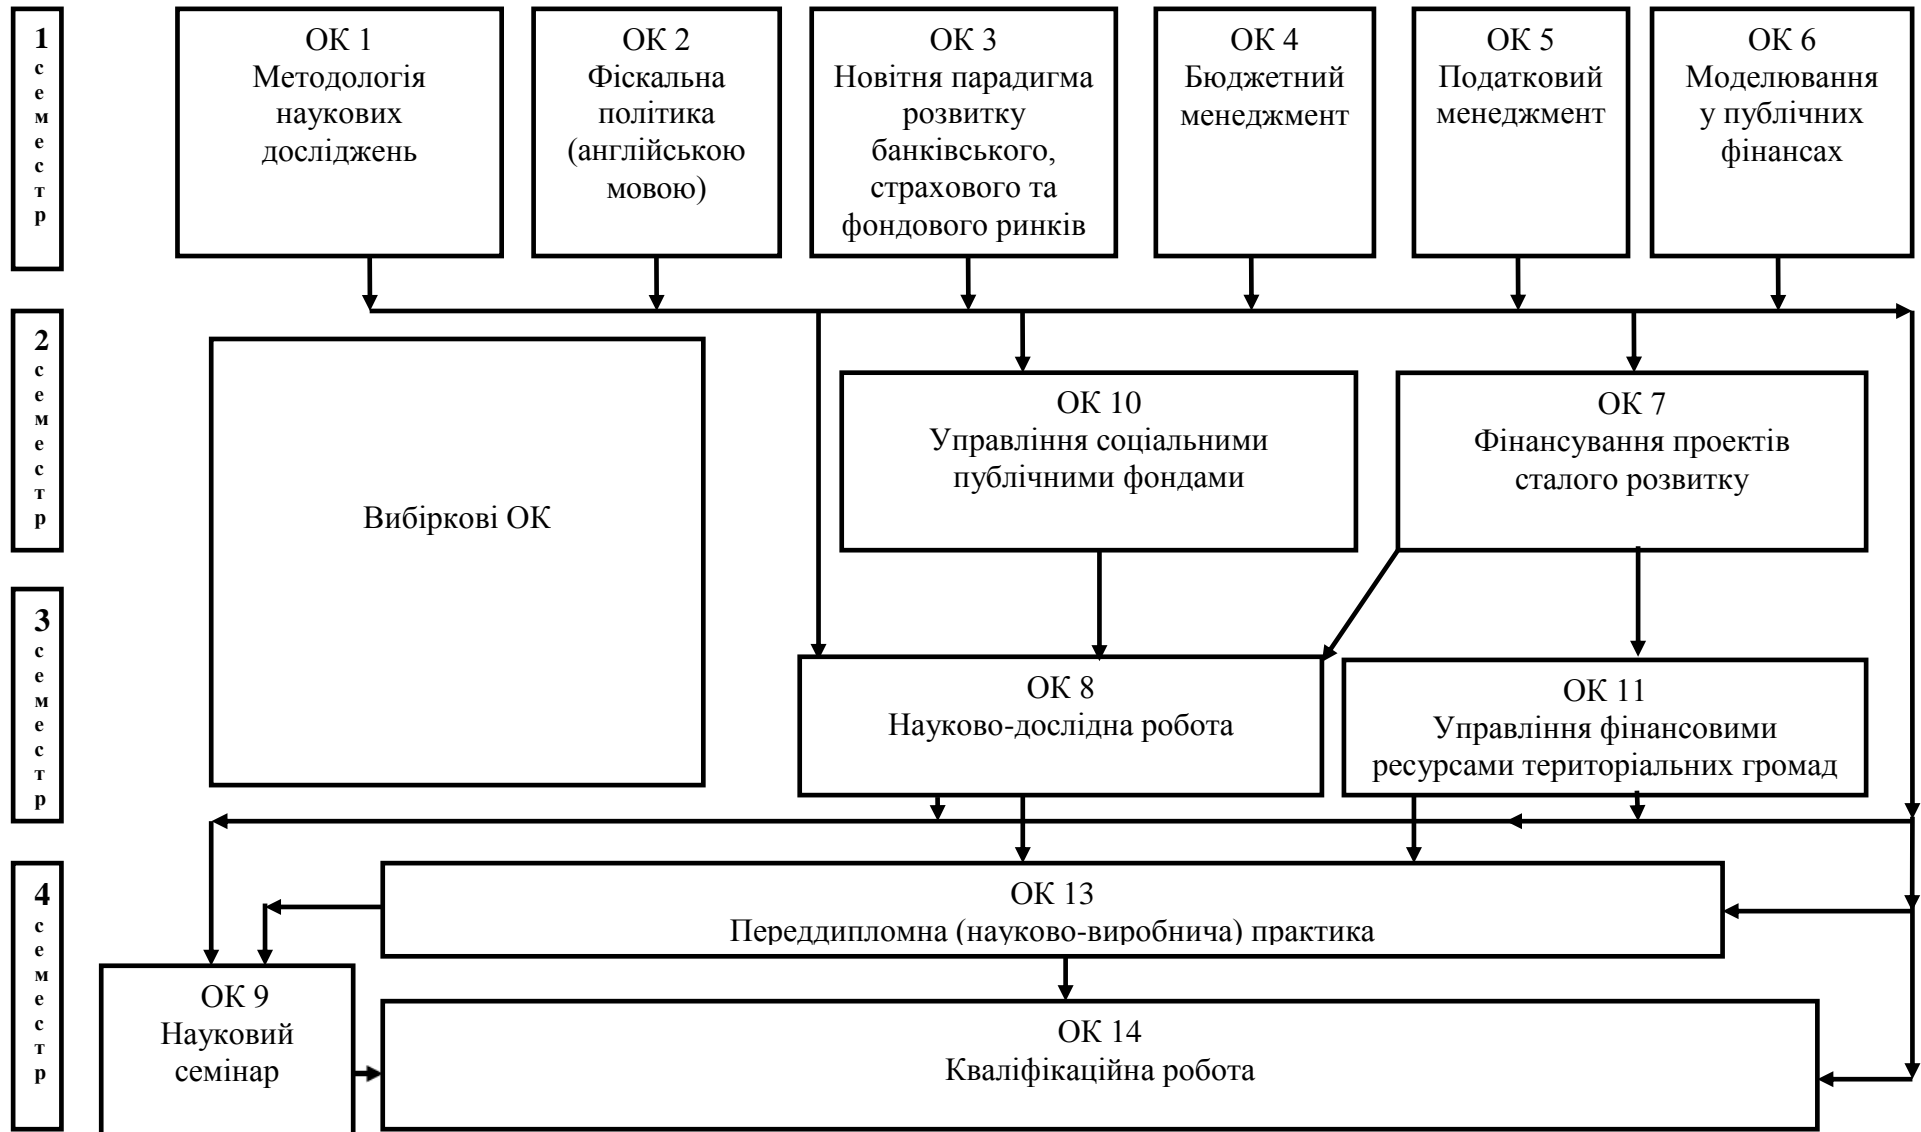 1
семестр
ОК 1
Методологія
наукових
досліджень
ОК 2
Фіскальна
політика
(англійською
мовою)
ОК 3
Новітня парадигма
розвитку
банківського,
страхового та
фондового ринків
ОК 4
Бюджетний
менеджмент
ОК 5
Податковий
менеджмент
ОК 6
Моделювання
у публічних
фінансах
2
семестр
Вибіркові ОК
ОК 10
Управління соціальними
публічними фондами
ОК 7
Фінансування проектів
сталого розвитку
3
семестр
ОК 8
Науково-дослідна робота
ОК 11
Управління фінансовими
ресурсами територіальних громад
4
семестр
ОК 13
Переддипломна (науково-виробнича) практика
ОК 9
Науковий
семінар
ОК 14
Кваліфікаційна робота